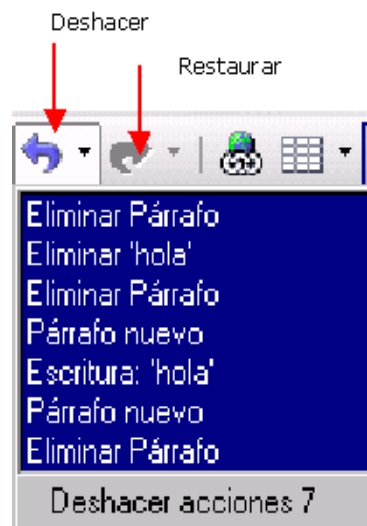 Deshacer
Restaurar
Eliminar Párrafo
Eliminar 'hola'
Eliminar Párrafo
Párrafo nuevo
Escritura: 'hola'
Párrafo nuevo
Eliminar Párrafo
Deshacer acciones 7